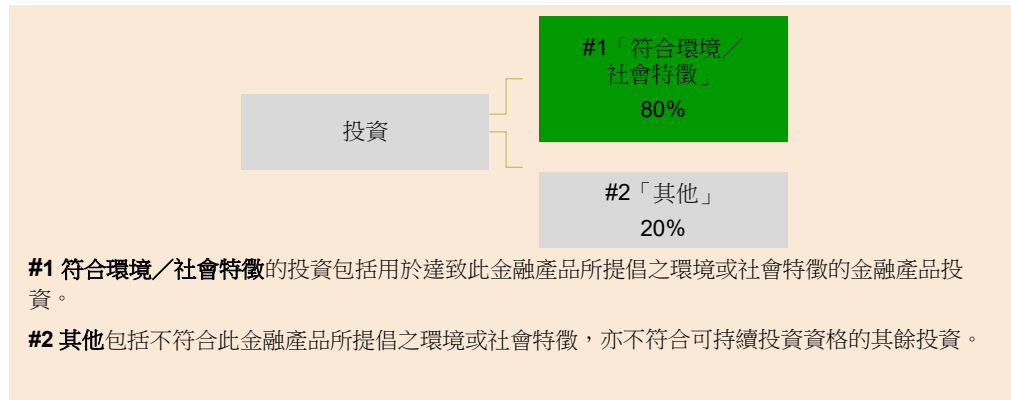 #1「符合環境／
社會特徵」
80%
投資
#2「其他」
20%
#1 符合環境／社會特徵的投資包括用於達致此金融產品所提倡之環境或社會特徵的金融產品投
資。
#2 其他包括不符合此金融產品所提倡之環境或社會特徵，亦不符合可持續投資資格的其餘投資。